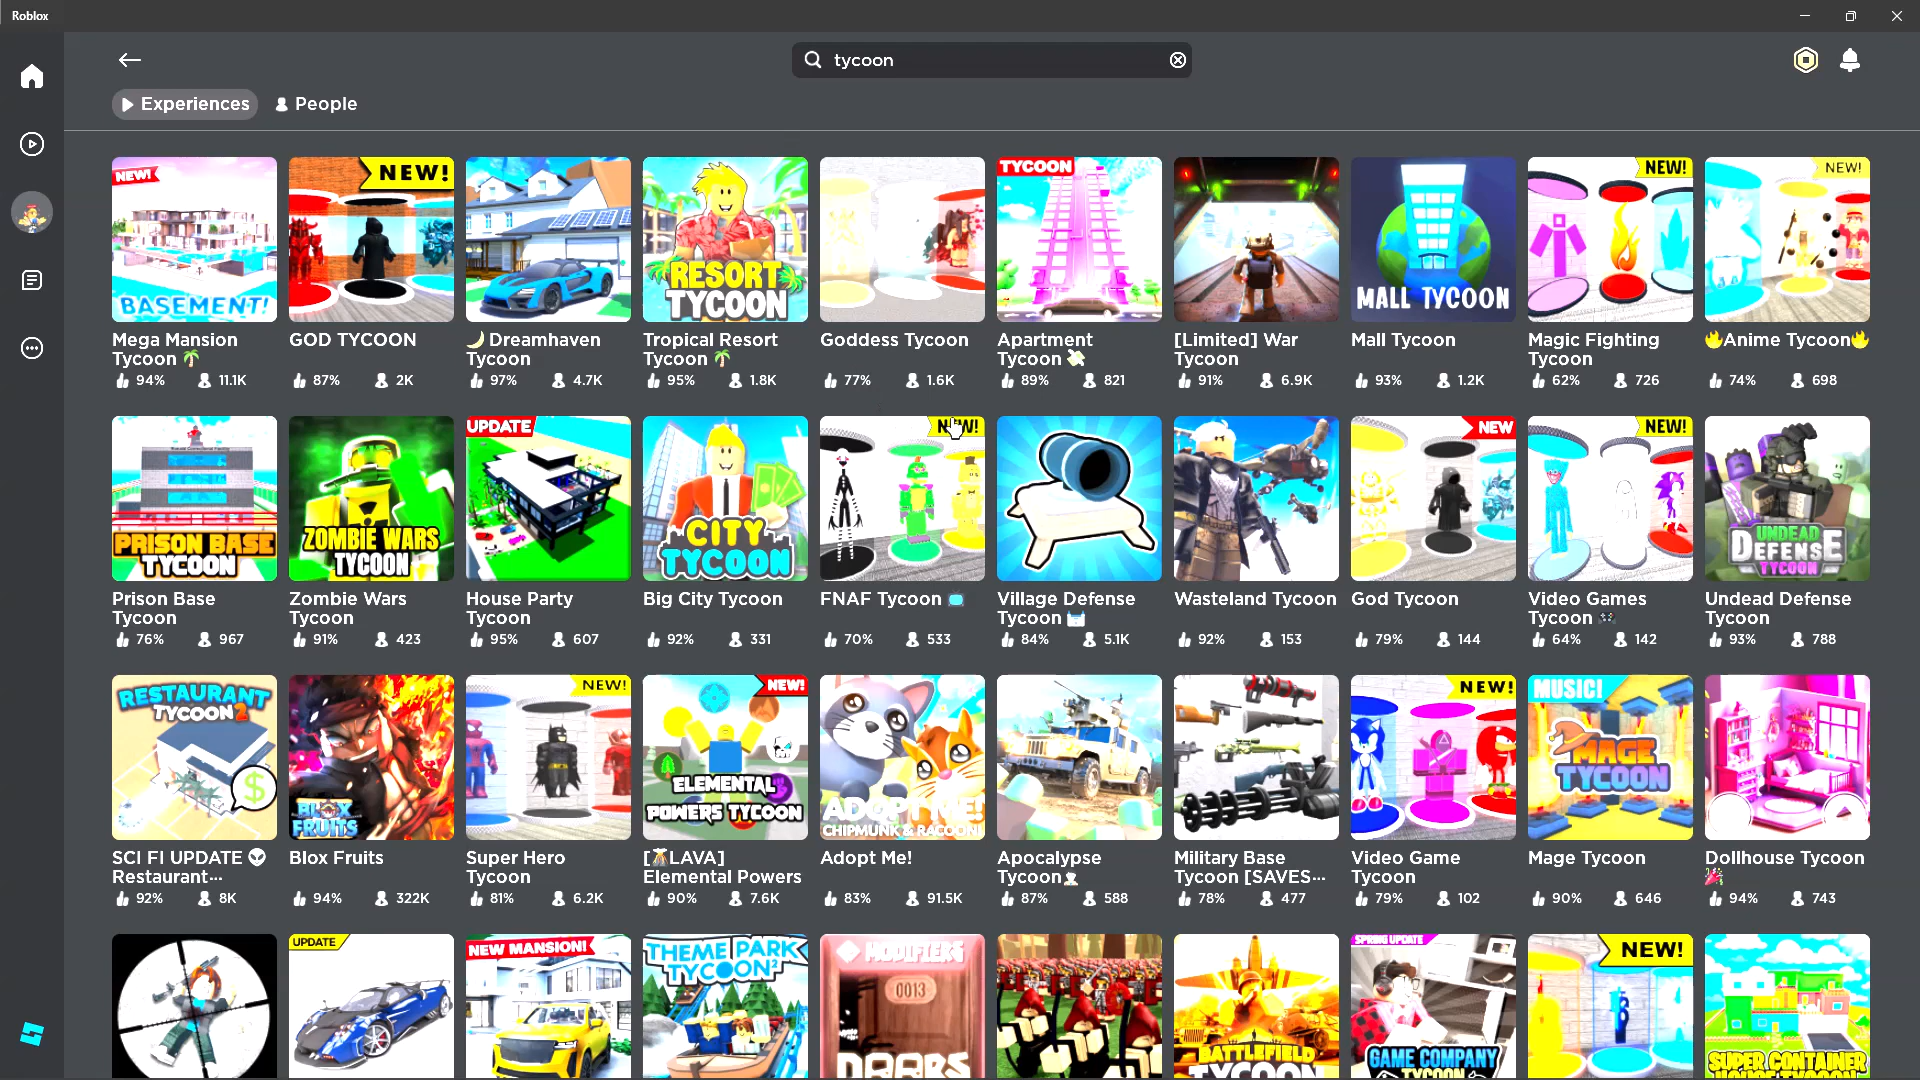 Roblox
tycoon
Experiences
People
NEW!
BASEMENT!
NEW!
RESORT
TYCOON
TYCOON
MALL TYCOON
NEW!
NEW!
Mega Mansion
Tycoon
GOD TYCOON
Dreamhaven
Tycoon
Tropical Resort
Tycoon
Goddess Tycoon
Apartment
Tycoon
[Limited] War
Tycoon
Mall Tycoon
Magic Fighting
Tycoon
Anime Tycoon
94% 11.1K
87% 2K
97% 4.7K
95% 1.8K
77% 1.6K
89% 821
91% 6.9K
93% 1.2K
62% 726
74% 698
PRISON BASE
TYCOON
ZOMBIE WARS
TYCOON
UPDATE
CITY
TYCOON
NEW!
NEW
NEW!
UNDEAD
DEFENSE
TYCOON
Prison Base
Tycoon
Zombie Wars
Tycoon
House Party
Tycoon
Big City Tycoon
FNAF Tycoon
Village Defense
Tycoon
Wasteland Tycoon
God Tycoon
Video Games
Tycoon
Undead Defense
Tycoon
76% 967
91% 423
95% 607
92% 331
70% 533
84% 5.1K
92% 153
79% 144
64% 142
93% 788
RESTAURANT
TYCOON 2
$
BLOX
FRUITS
NEW!
NEW!
ELEMENTAL
POWERS TYCOON
ADOPT ME!
CHIPMUNK & RACOON!
NEW!
MUSIC!
MAGE
TYCOON
SCI FI UPDATE
Restaurant...
Blox Fruits
Super Hero
Tycoon
[LAVA]
Elemental Powers
Adopt Me!
Apocalypse
Tycoon
Military Base
Tycoon [SAVES...
Video Game
Tycoon
Mage Tycoon
Dollhouse Tycoon
92% 8K
94% 322K
81% 6.2K
90% 7.6K
83% 91.5K
87% 588
78% 477
79% 102
90% 646
94% 743
UPDATE
NEW MANSION!
THEME PARK
TYCOON 2
MODIFIERS
0013
DOORS
BATTLEFIELD
TYCOON
SPRING UPDATE
GAME COMPANY
TYCOON
NEW!
SUPER CONTAINER
HOUSE TYCOON